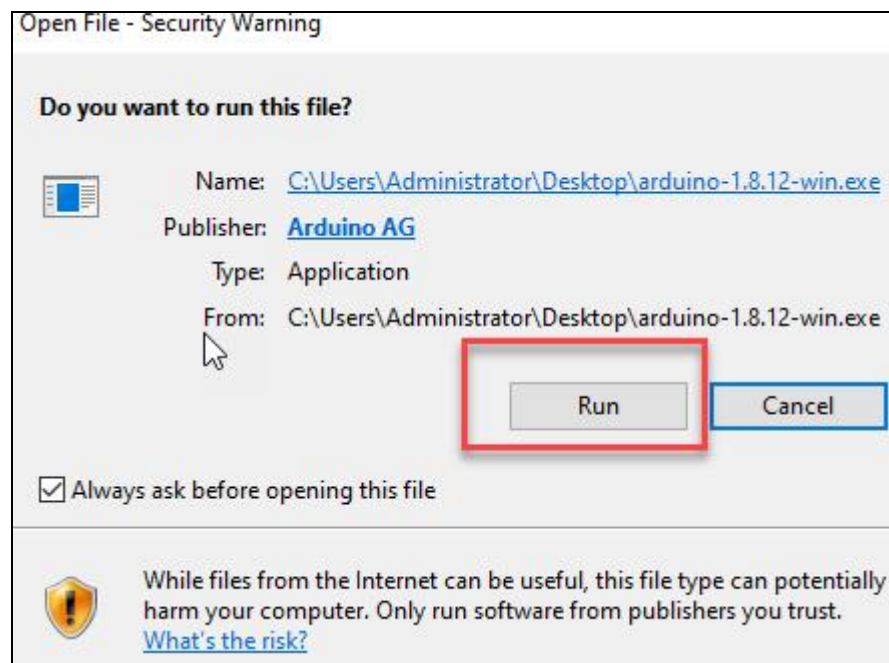 Open File - Security Warning
Do you want to run this file?
Name: C:\Users\Administrator\Desktop\arduino-1.8.12-win.exe
Publisher: Arduino AG
Type: Application
From: C:\Users\Administrator\Desktop\arduino-1.8.12-win.exe
Run Cancel
Always ask before opening this file
While files from the Internet can be useful, this file type can potentially
harm your computer. Only run software from publishers you trust.
What's the risk?